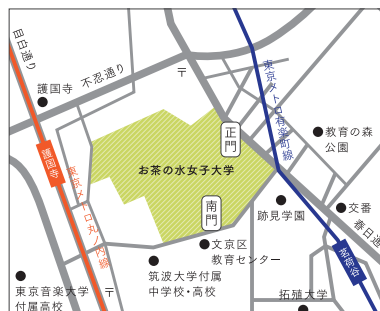 目白通り
不忍通り
〒
護国寺
護国寺
東京メトロ有楽町線
正門
教育の森
公園
お茶の水女子大学
東京メトロ丸ノ内線
南門
跡見学園
交番
春日通
文京区
教育センター
茗荷谷
筑波大学付属
中学校・高校
東京音楽大学
付属高校
〒
拓殖大学